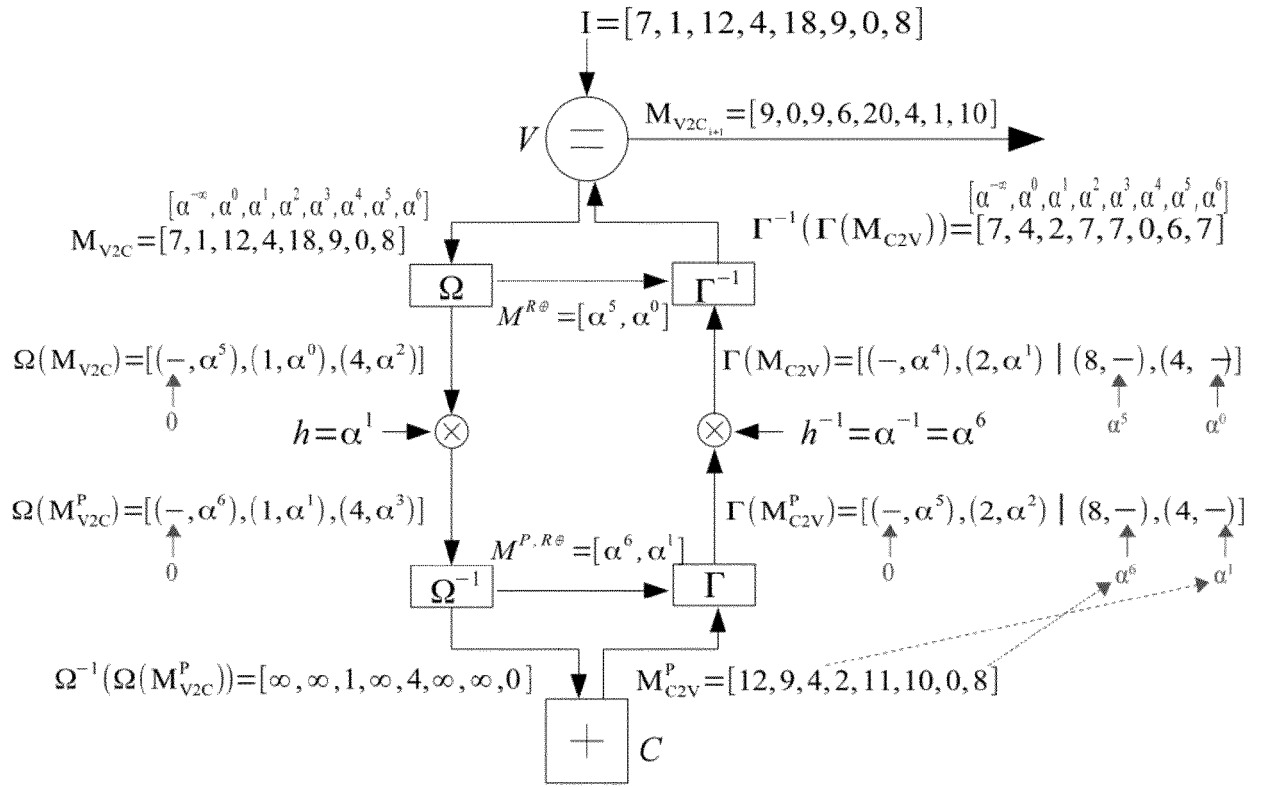 I=[7,1,12,4,18,9,0,8]
M_V2C_i+1=[9,0,9,6,20,4,1,10]
V =
[α^-∞,α^0,α^1,α^2,α^3,α^4,α^5,α^6]
M_V2C=[7,1,12,4,18,9,0,8]
[α^-∞,α^0,α^1,α^2,α^3,α^4,α^5,α^6]
Γ^-1(Γ(M_C2V))=[7,4,2,7,7,0,6,7]
Ω
Γ^-1
M^R⊕=[α^5,α^0]
Ω(M_V2C)=[(−,α^5),(1,α^0),(4,α^2)]
0
Γ(M_C2V)=[(−,α^4),(2,α^1) | (8,−),(4, −)]
α^5 α^0
h=α^1
⊗
⊗
h^-1=α^-1=α^6
Ω(M^P_V2C)=[(−,α^6),(1,α^1),(4,α^3)]
0
Γ(M^P_C2V)=[(−,α^5),(2,α^2) | (8,−),(4,−)]
0 α^6 α^1
M^P,R⊕=[α^6,α^1]
Ω^-1
Γ
Ω^-1(Ω(M^P_V2C))=[∞,∞,1,∞,4,∞,∞,0]
M^P_C2V=[12,9,4,2,11,10,0,8]
+ C